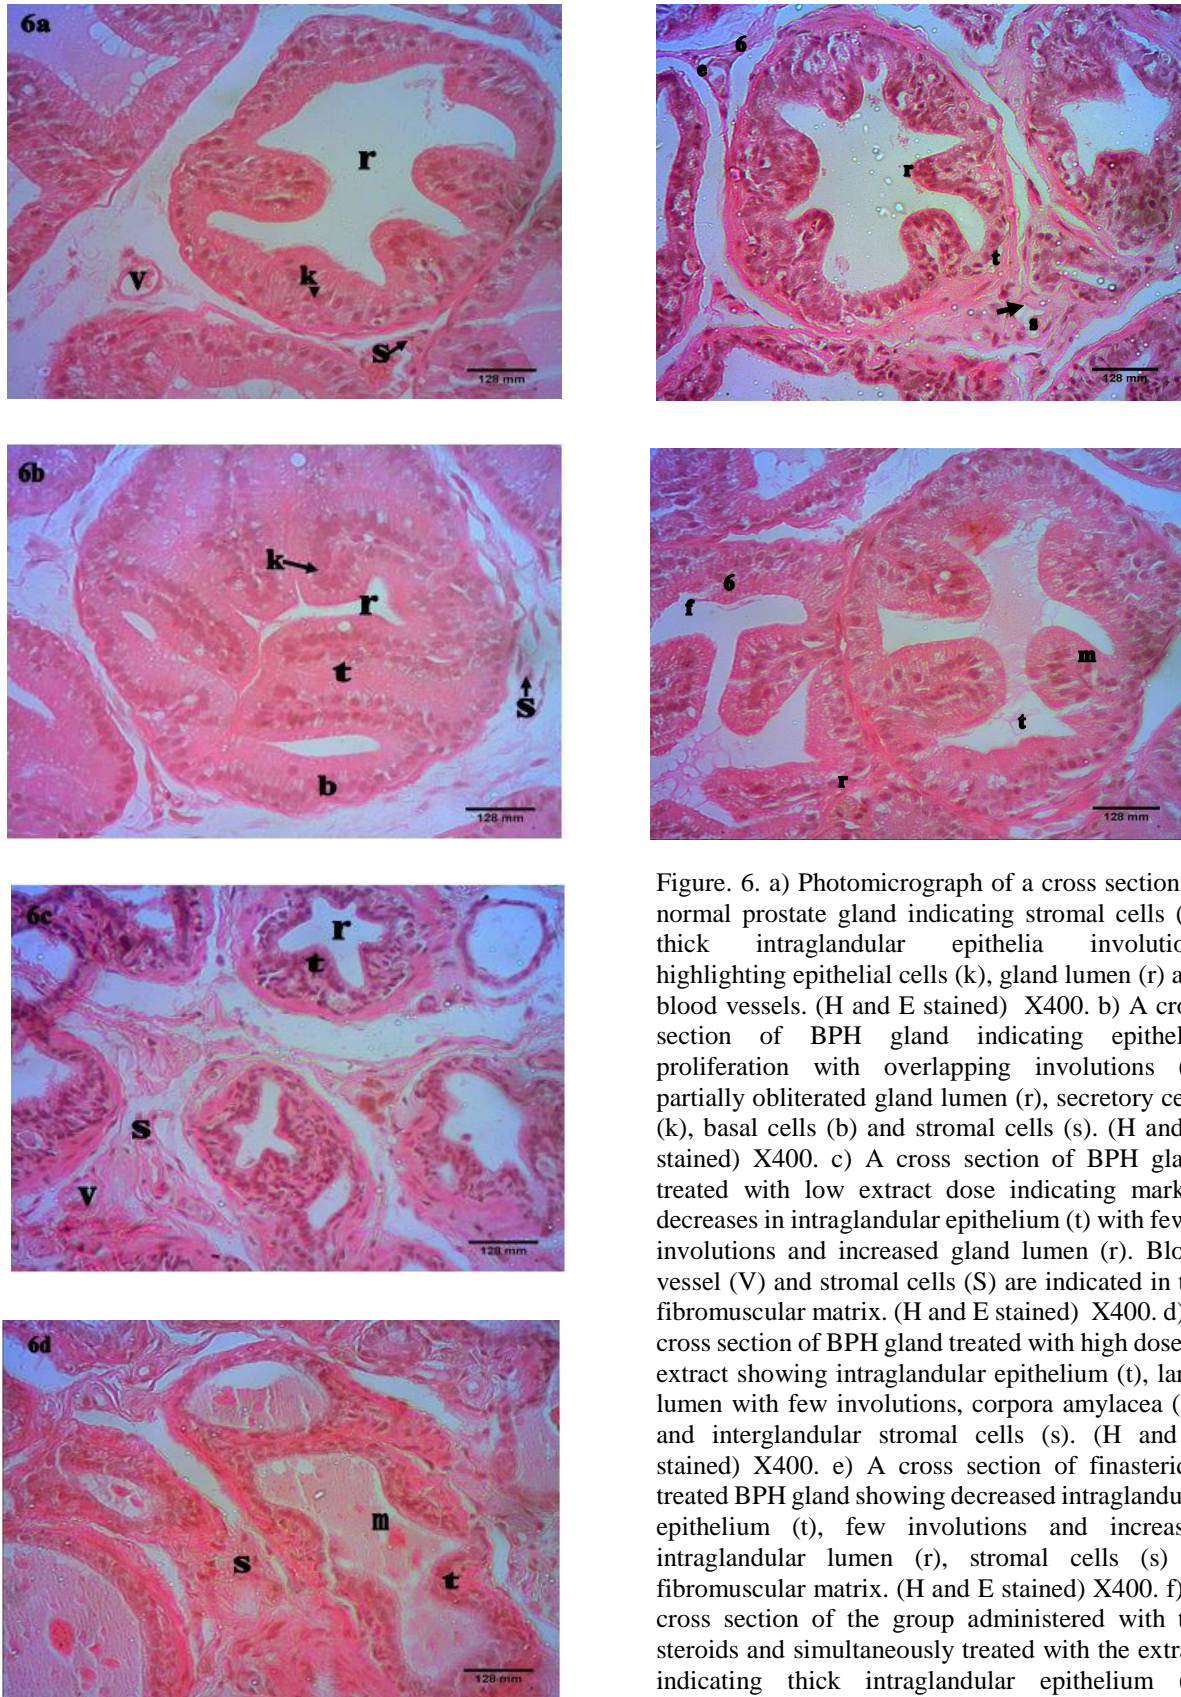 6a
r
v
k
s
128 mm
6b
k
r
t
s
b
128 mm
6c
r
t
s
v
128 mm
6d
m
s
t
128 mm
6
e
r
t
s
128 mm
6
f
m
t
r
128 mm
Figure. 6. a) Photomicrograph of a cross section
normal prostate gland indicating stromal cells (
thick intraglandular epithelia involutio
highlighting epithelial cells (k), gland lumen (r) a
blood vessels. (H and E stained) X400. b) A cro
section of BPH gland indicating epithel
proliferation with overlapping involutions (
partially obliterated gland lumen (r), secretory ce
(k), basal cells (b) and stromal cells (s). (H and
stained) X400. c) A cross section of BPH gla
treated with low extract dose indicating mark
decreases in intraglandular epithelium (t) with few
involutions and increased gland lumen (r). Blo
vessel (V) and stromal cells (S) are indicated in t
fibromuscular matrix. (H and E stained) X400. d)
cross section of BPH gland treated with high dose
extract showing intraglandular epithelium (t), lar
lumen with few involutions, corpora amylacea (
and interglandular stromal cells (s). (H and
stained) X400. e) A cross section of finasteric
treated BPH gland showing decreased intraglandu
epithelium (t), few involutions and increas
intraglandular lumen (r), stromal cells (s)
fibromuscular matrix. (H and E stained) X400. f)
cross section of the group administered with t
steroids and simultaneously treated with the extra
indicating thick intraglandular epithelium (